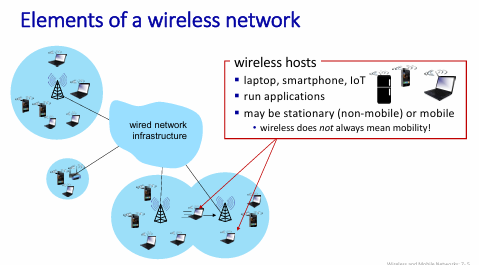 Elements of a wireless network
wireless hosts
laptop, smartphone, IoT
run applications
may be stationary (non-mobile) or mobile
wireless does not always mean mobility!
wired network
infrastructure
Wireless and Mobile Networks: 7- 5